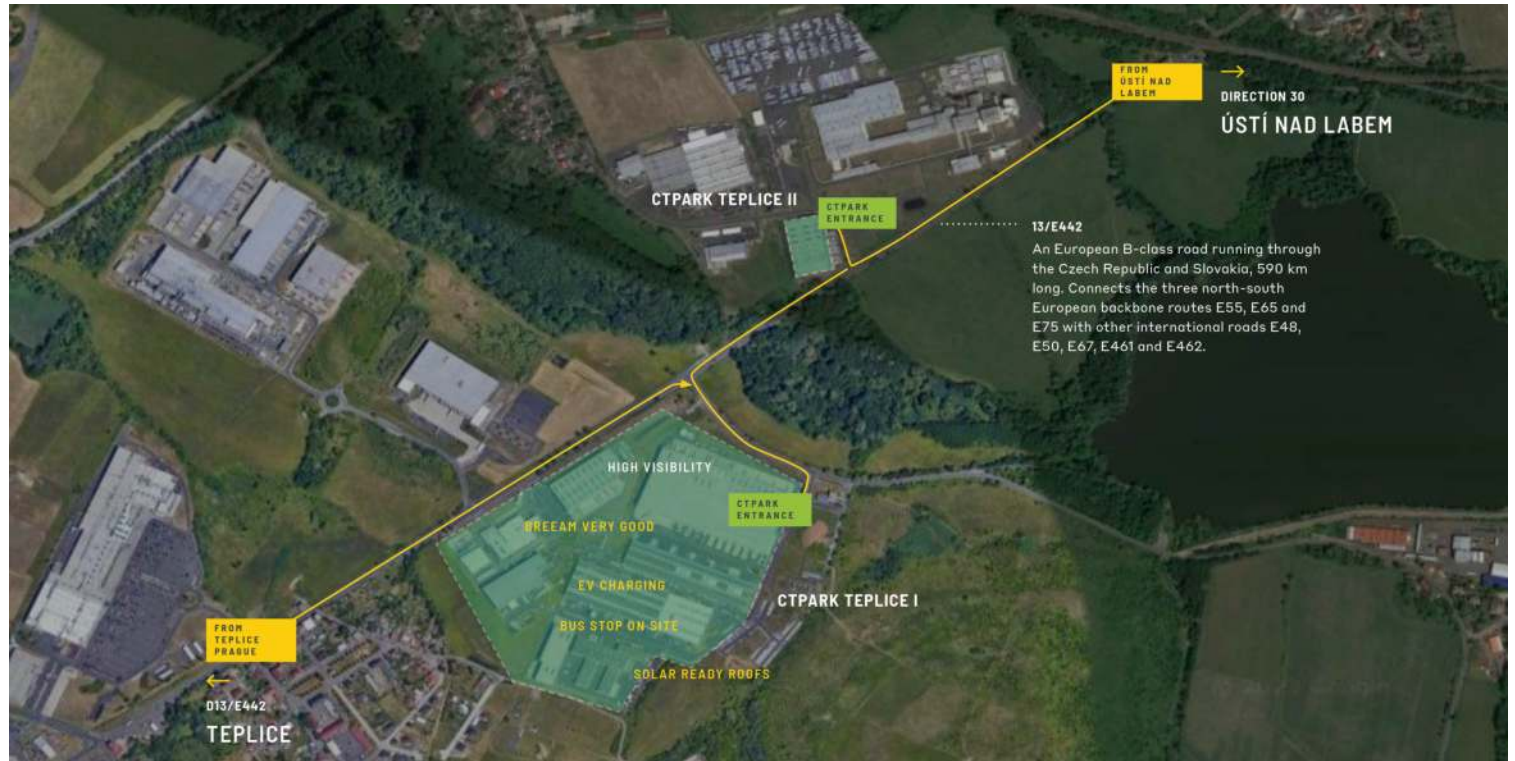 FROM
ÚSTÍ NAD
LABEM
DIRECTION 30
ÚSTÍ NAD LABEM
CTPARK TEPLICE II
CTPARK
ENTRANCE
13/E442
An European B-class road running through
the Czech Republic and Slovakia, 590 km
long. Connects the three north-south
European backbone routes E55, E65 and
E75 with other international roads E48,
E50, E67, E461 and E462.
HIGH VISIBILITY
CTPARK
ENTRANCE
BREEAM VERY GOOD
EV CHARGING
CTPARK TEPLICE I
BUS STOP ON SITE
SOLAR READY ROOFS
FROM
TEPLICE
PRAGUE
D13/E442
TEPLICE